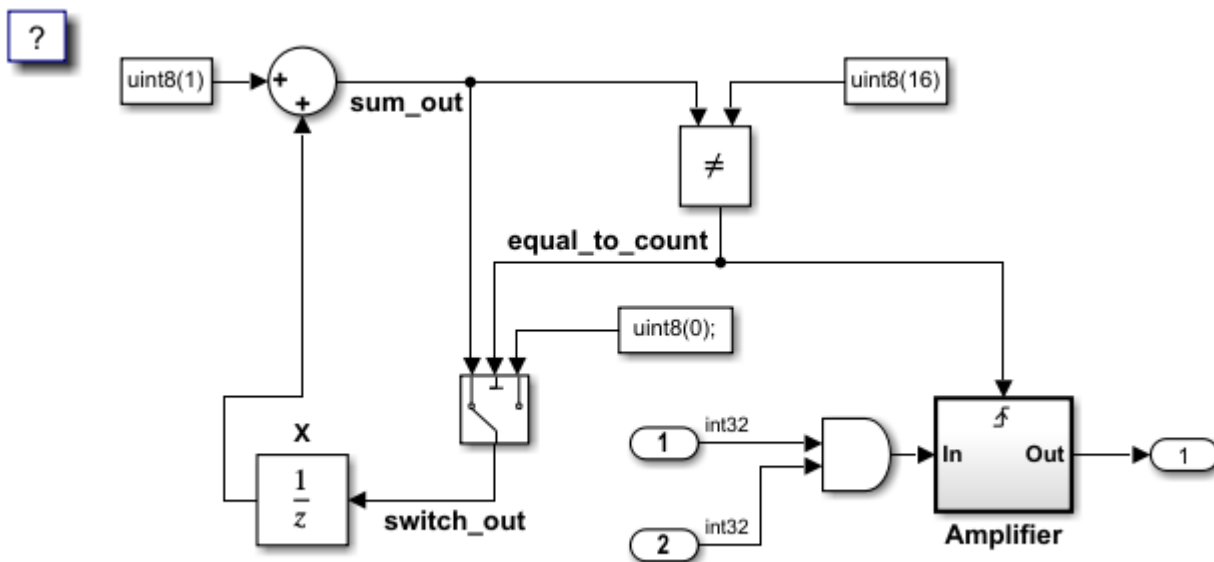 ?
uint8(1)
+
+
sum_out
uint8(16)
≠
equal_to_count
uint8(0);
X
1
z
switch_out
1
int32
2
int32
In
Out
Amplifier
1